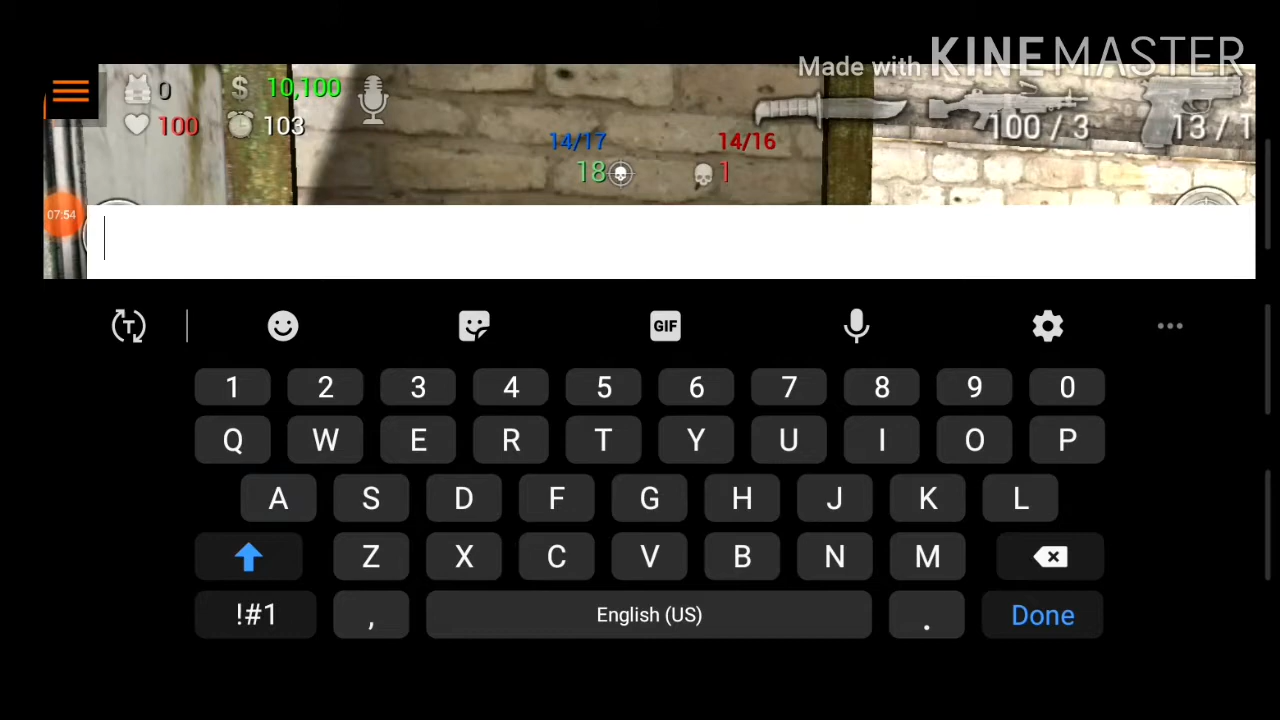 Made with KINEMASTER
0 $ 10,100
100 103
14/17 14/16
18 1
100 / 3 13 / 1
07:54
GIF
1 2 3 4 5 6 7 8 9 0
Q W E R T Y U I O P
A S D F G H J K L
Z X C V B N M
!#1 , English (US) . Done